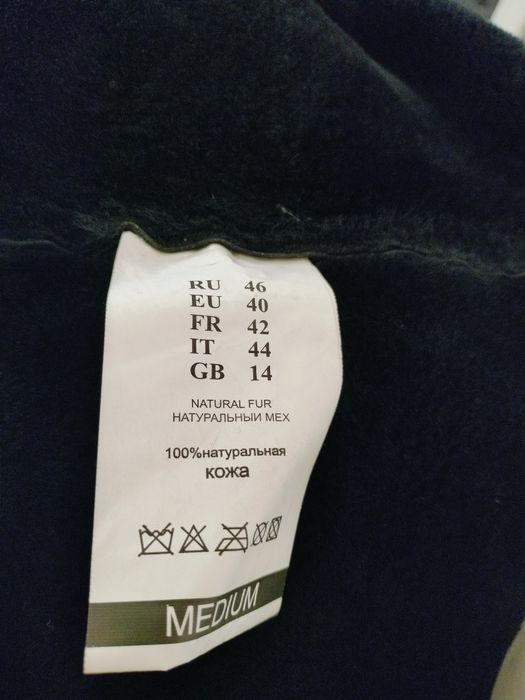 RU 46
EU 40
FR 42
IT 44
GB 14
NATURAL FUR
НАТУРАЛЬНЫЙ МЕХ
100%натуральная
кожа
MEDIUM